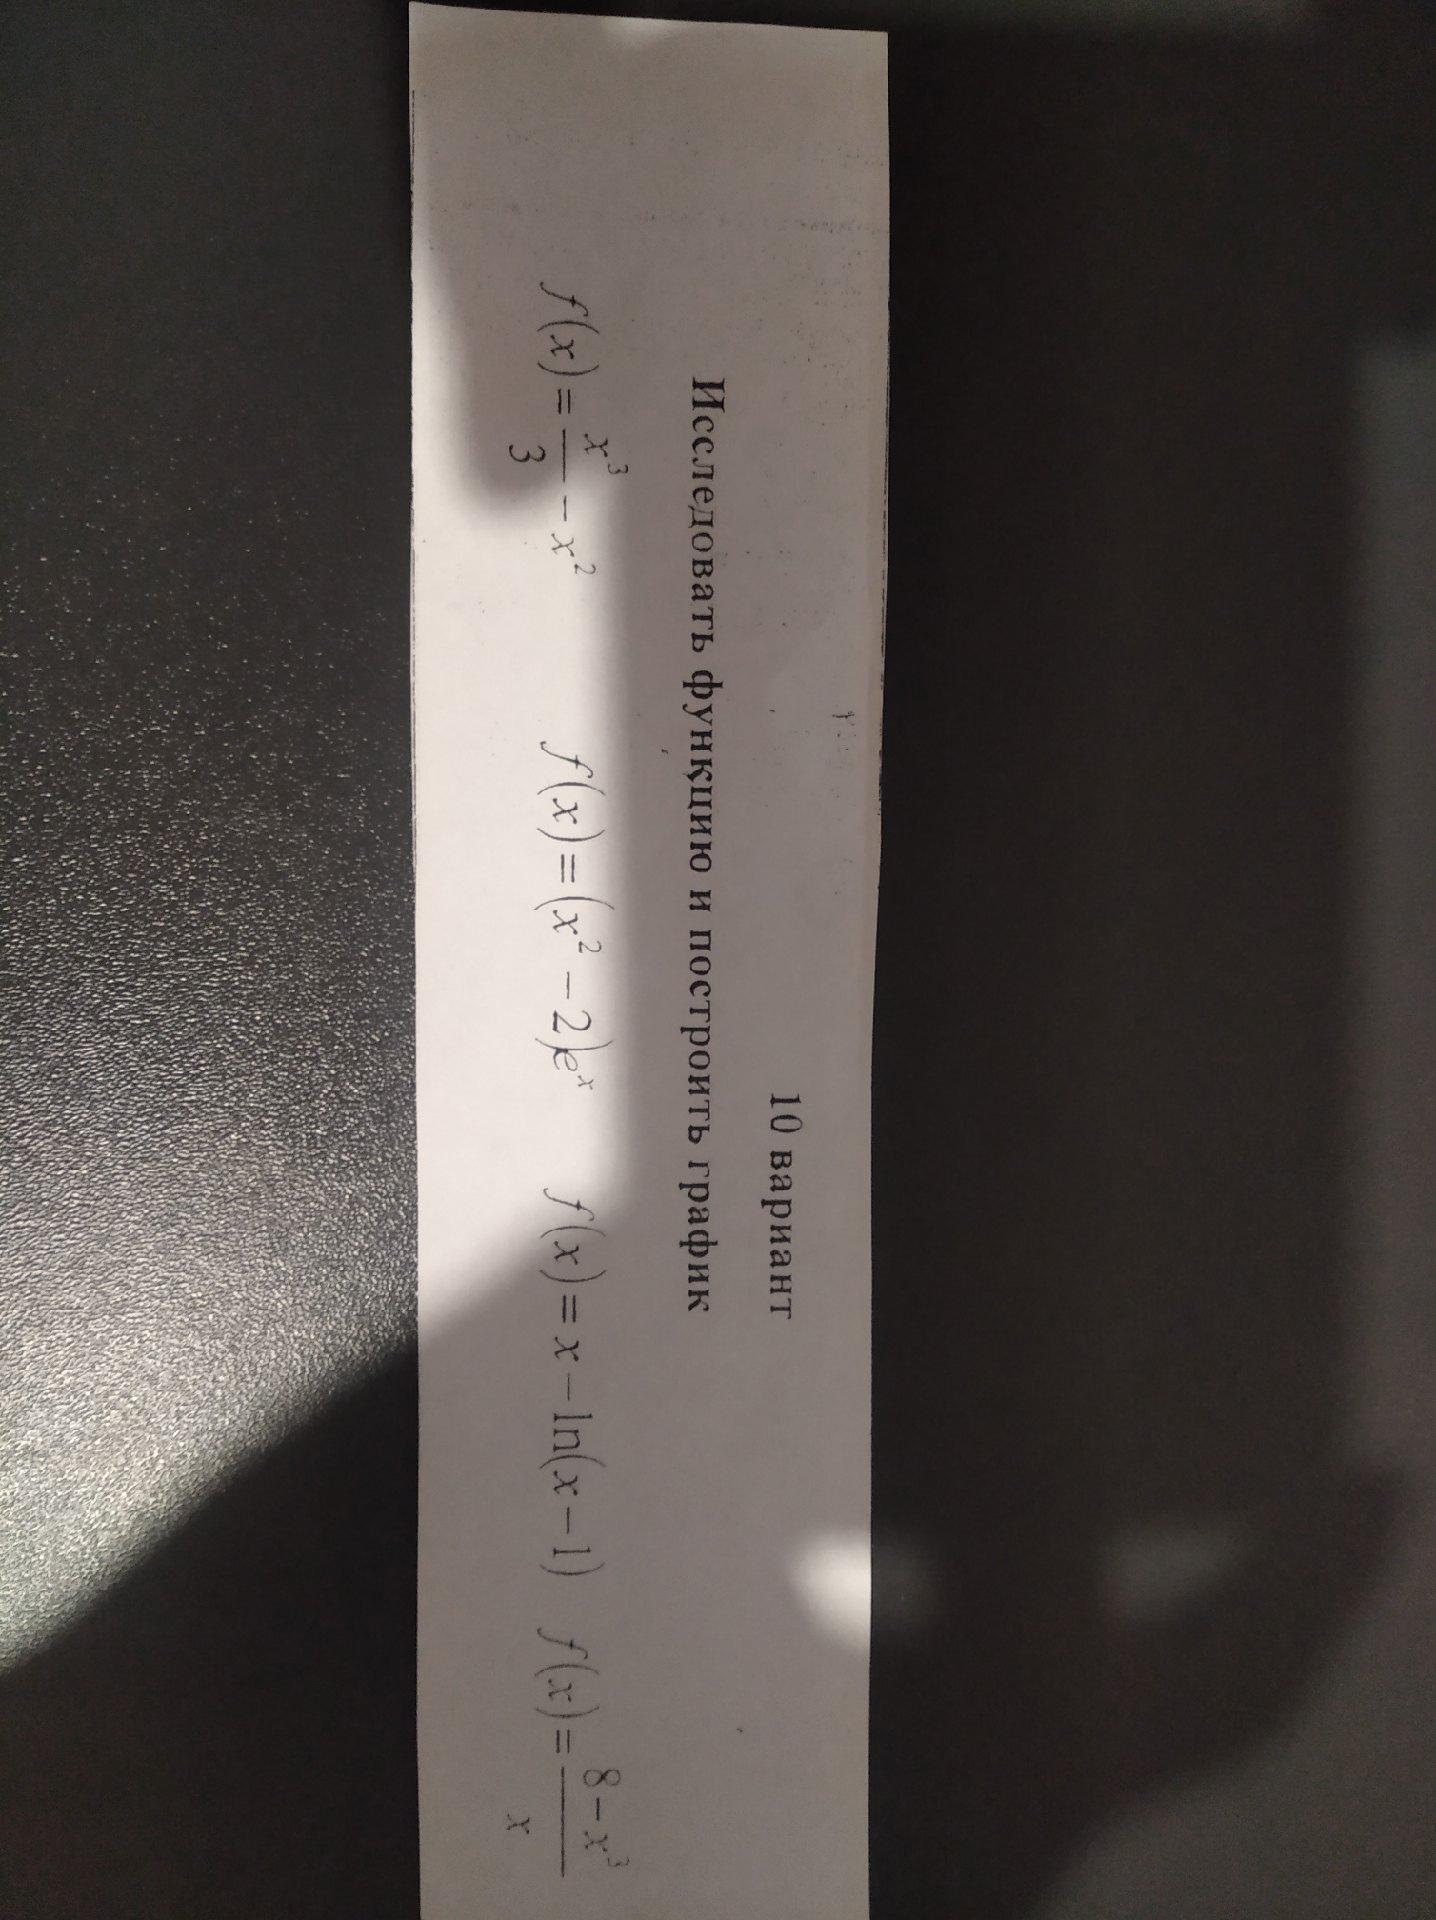 10 вариант
Исследовать функцию и построить график
f(x) = x³/3 − x² f(x) = (x² − 2)eˣ f(x) = x − ln(x − 1) f(x) = (8 − x³)/x